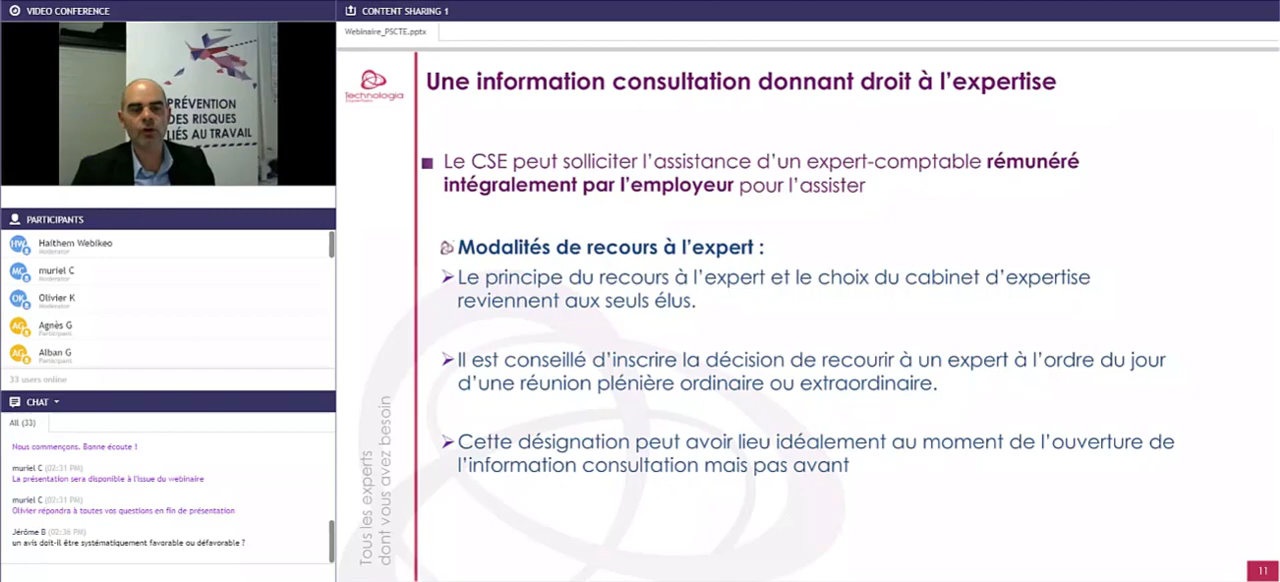 VIDEO CONFERENCE
PRÉVENTION
DES RISQUES
LIÉS AU TRAVAIL
PARTICIPANTS
HW
Haithem Webikeo
Moderator
MC
muriel C
Moderator
OK
Olivier K
Moderator
AG
Agnès G
Participant
AG
Alban G
Participant
33 users online
CHAT
All (33)
Nous commençons. Bonne écoute !
muriel C (02:31 PM)
La présentation sera disponible à l'issue du webinaire
muriel C (02:31 PM)
Olivier répondra à toutes vos questions en fin de présentation
Jérôme B (02:36 PM)
un avis doit-il être systématiquement favorable ou défavorable ?
CONTENT SHARING 1
Webinaire_PSCTE.pptx
Technologia
Une information consultation donnant droit à l'expertise
Le CSE peut solliciter l'assistance d'un expert-comptable rémunéré
intégralement par l'employeur pour l'assister
Modalités de recours à l'expert :
Le principe du recours à l'expert et le choix du cabinet d'expertise
reviennent aux seuls élus.
Il est conseillé d'inscrire la décision de recourir à un expert à l'ordre du jour
d'une réunion plénière ordinaire ou extraordinaire.
Cette désignation peut avoir lieu idéalement au moment de l'ouverture de
l'information consultation mais pas avant
Tous les experts
dont vous avez besoin
11